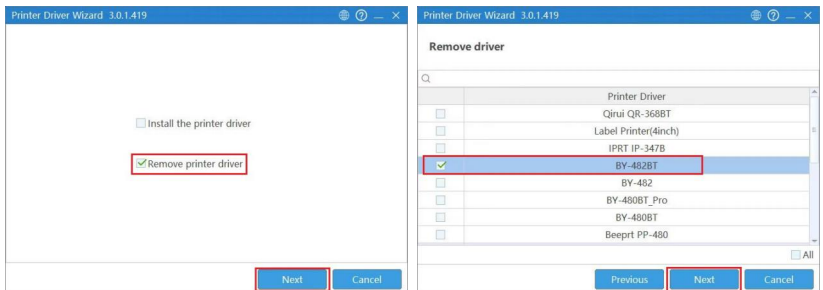 Printer Driver Wizard 3.0.1.419
Install the printer driver
Remove printer driver
Next Cancel
Printer Driver Wizard 3.0.1.419
Remove driver
Printer Driver
Qirui QR-368BT
Label Printer(4inch)
IPRT IP-347B
BY-482BT
BY-482
BY-480BT_Pro
BY-480BT
Beeprt PP-480
All
Previous Next Cancel